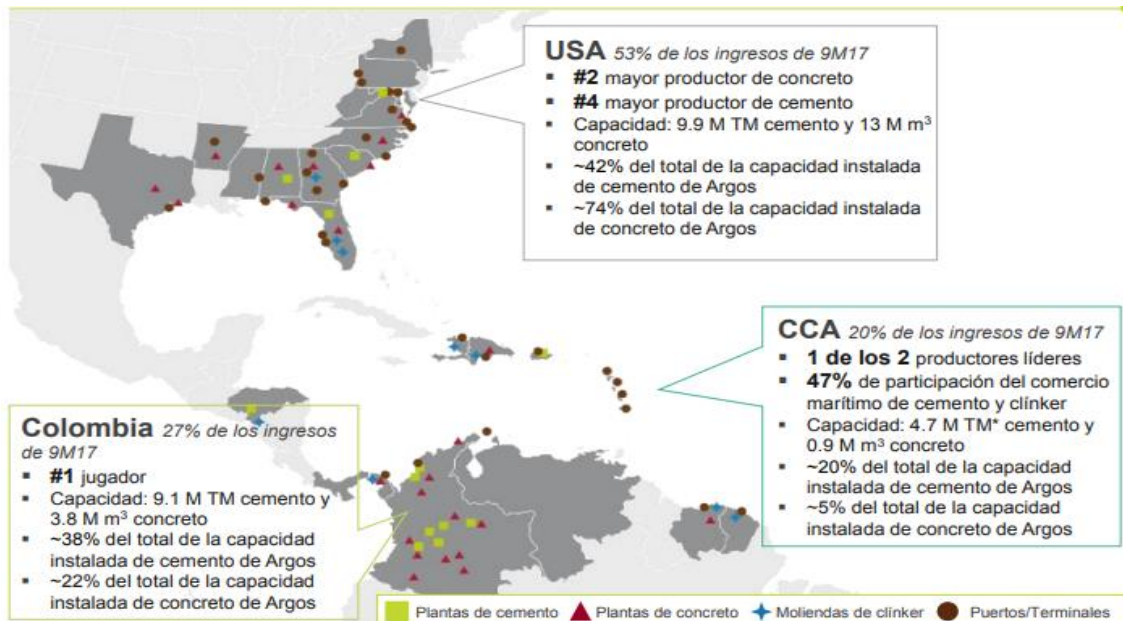 USA 53% de los ingresos de 9M17
▪ #2 mayor productor de concreto
▪ #4 mayor productor de cemento
▪ Capacidad: 9.9 M TM cemento y 13 M m³
concreto
▪ ~42% del total de la capacidad instalada
de cemento de Argos
▪ ~74% del total de la capacidad instalada
de concreto de Argos
CCA 20% de los ingresos de 9M17
▪ 1 de los 2 productores líderes
▪ 47% de participación del comercio
marítimo de cemento y clínker
▪ Capacidad: 4.7 M TM* cemento y
0.9 M m³ concreto
▪ ~20% del total de la capacidad
instalada de cemento de Argos
▪ ~5% del total de la capacidad
instalada de concreto de Argos
Colombia 27% de los ingresos
de 9M17
▪ #1 jugador
▪ Capacidad: 9.1 M TM cemento y
3.8 M m³ concreto
▪ ~38% del total de la capacidad
instalada de cemento de Argos
▪ ~22% del total de la capacidad
instalada de concreto de Argos
Plantas de cemento Plantas de concreto Moliendas de clínker Puertos/Terminales